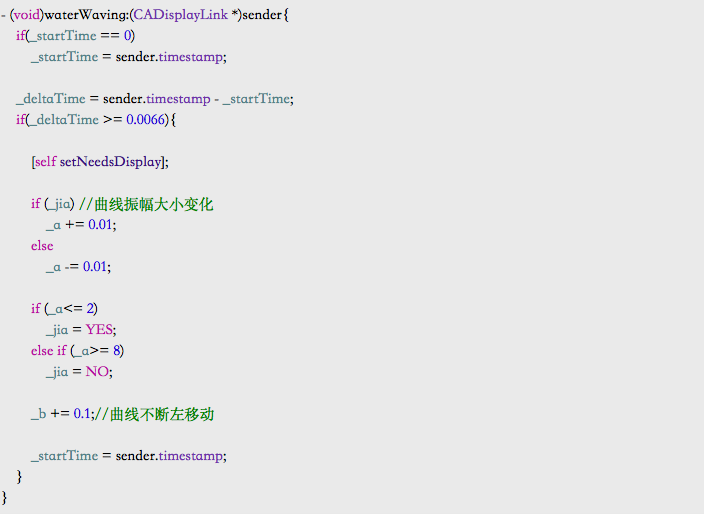 - (void)waterWaving:(CADisplayLink *)sender{
if(_startTime == 0)
_startTime = sender.timestamp;
_deltaTime = sender.timestamp - _startTime;
if(_deltaTime >= 0.0066){
[self setNeedsDisplay];
if (_jia) //曲线振幅大小变化
_a += 0.01;
else
_a -= 0.01;
if (_a<= 2)
_jia = YES;
else if (_a>= 8)
_jia = NO;
_b += 0.1;//曲线不断左移动
_startTime = sender.timestamp;
}
}